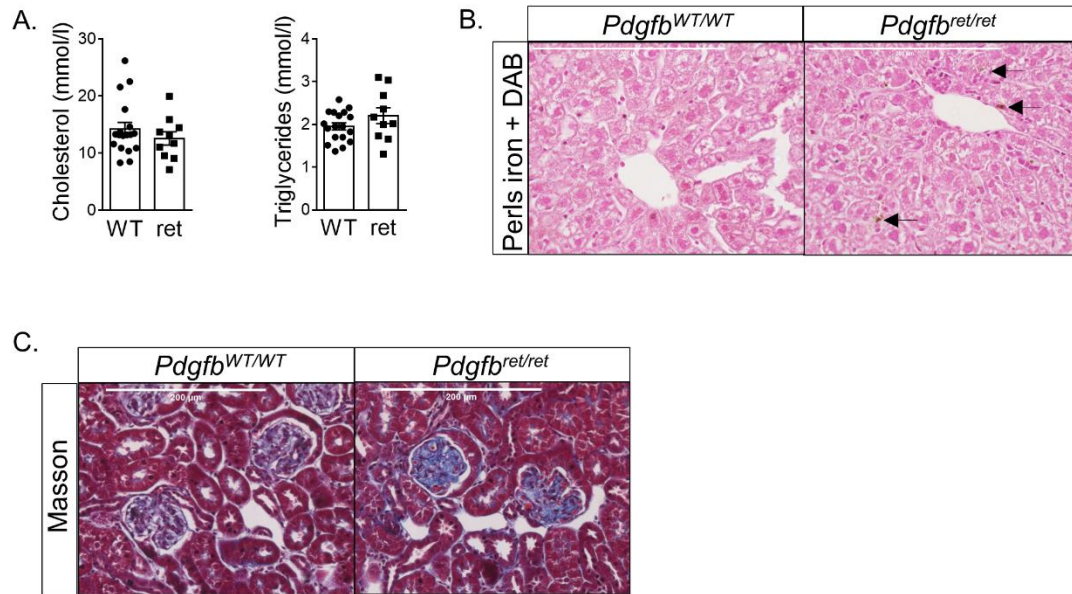 A.
Cholesterol (mmol/l)
30
20
10
0
WT ret
Triglycerides (mmol/l)
4
3
2
1
0
WT ret
B.
Pdgfb^WT/WT Pdgfb^ret/ret
Perls iron + DAB
C.
Pdgfb^WT/WT Pdgfb^ret/ret
Masson
200 µm
200 µm